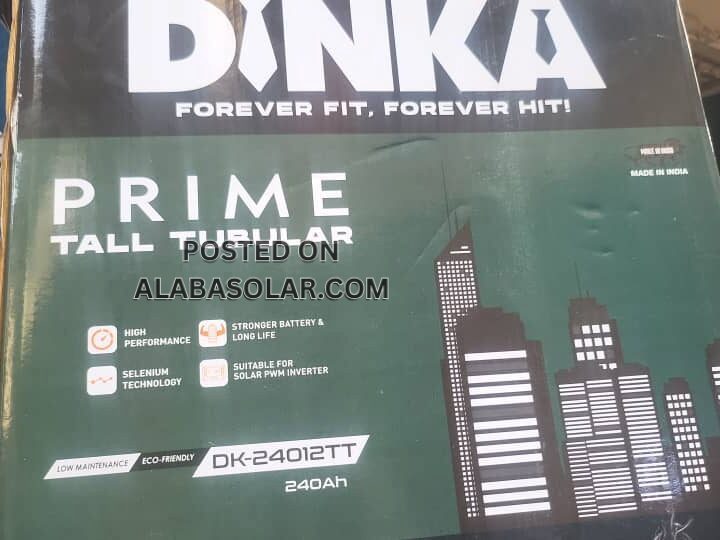 DINKA
FOREVER FIT, FOREVER HIT!
MADE IN INDIA
PRIME
TALL TUBULAR
POSTED ON
ALABASOLAR.COM
HIGH
PERFORMANCE
STRONGER BATTERY &
LONG LIFE
SELENIUM
TECHNOLOGY
SUITABLE FOR
SOLAR PWM INVERTER
LOW MAINTENANCE
ECO-FRIENDLY
DK-24012TT
240Ah